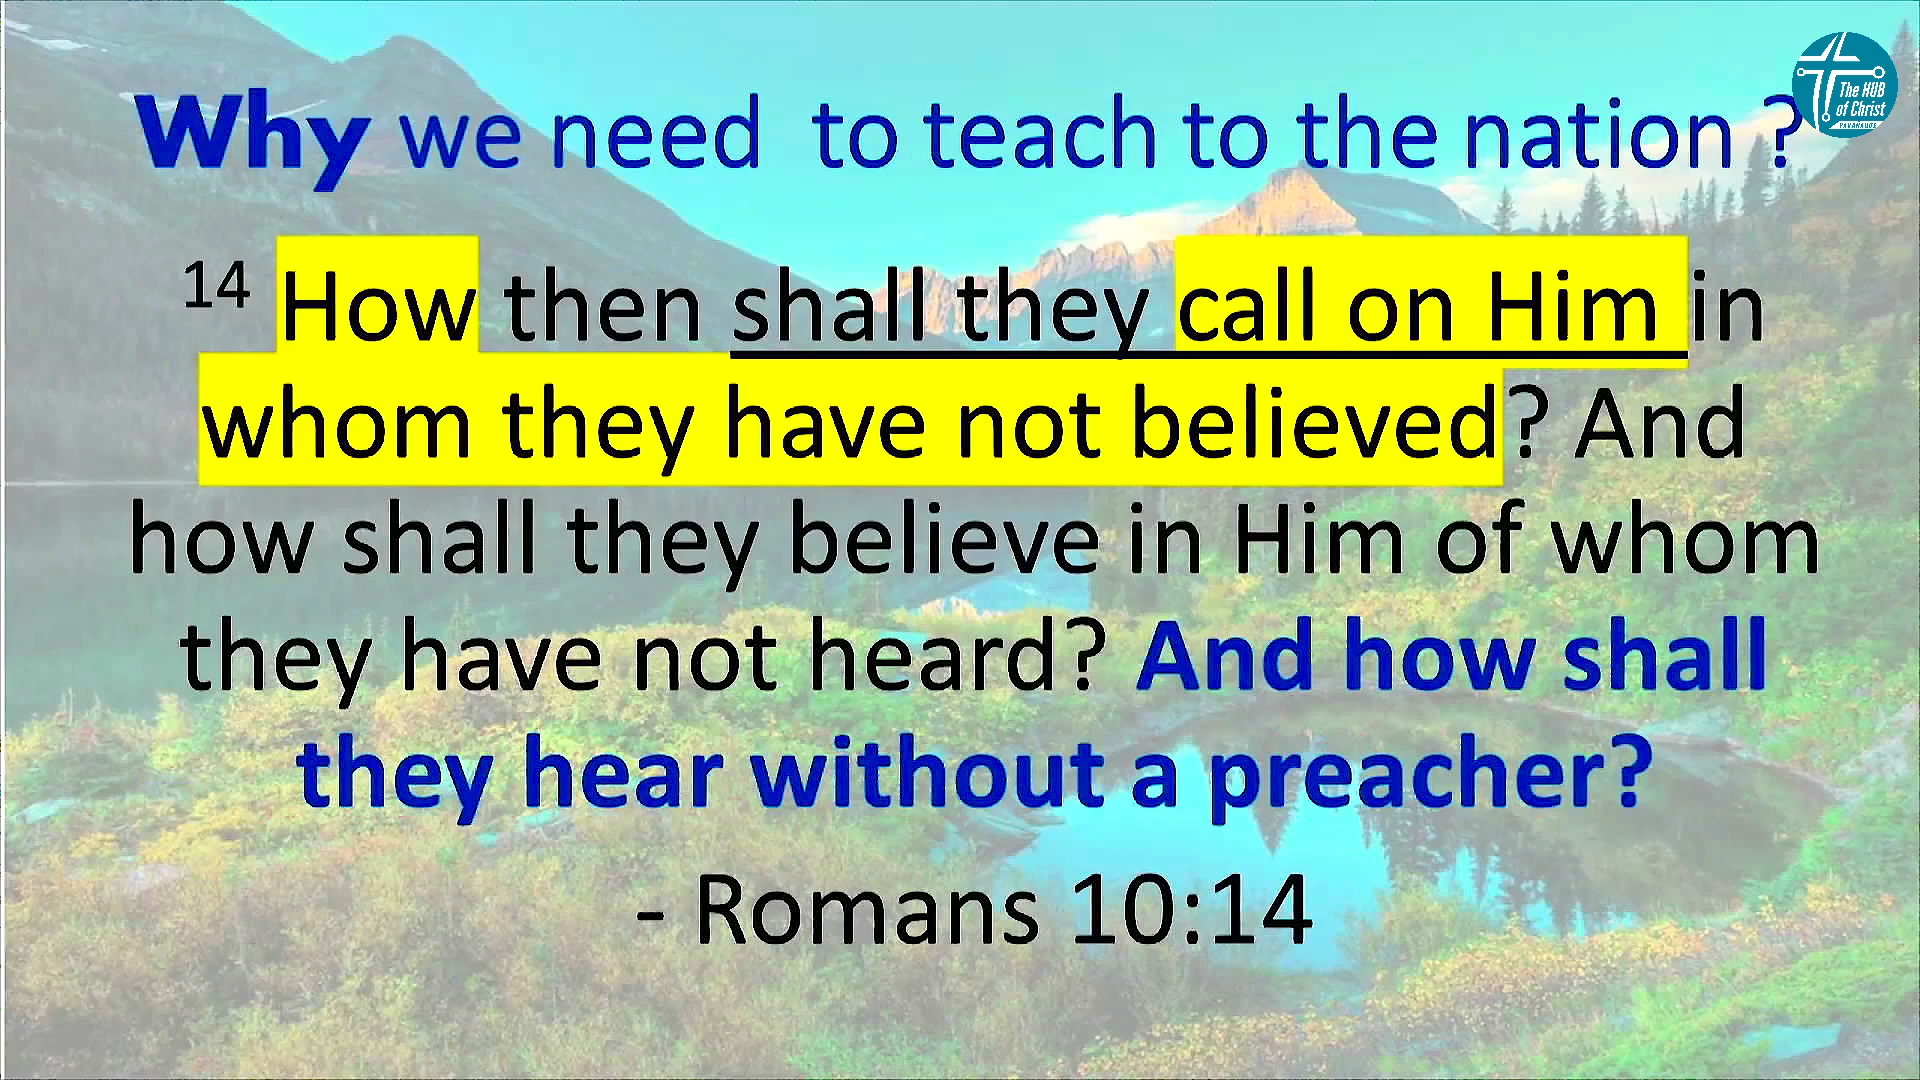 Why we need to teach to the nation ?
The HUB
of Christ
PARAÑAQUE
14 How then shall they call on Him in
whom they have not believed? And
how shall they believe in Him of whom
they have not heard? And how shall
they hear without a preacher?
- Romans 10:14